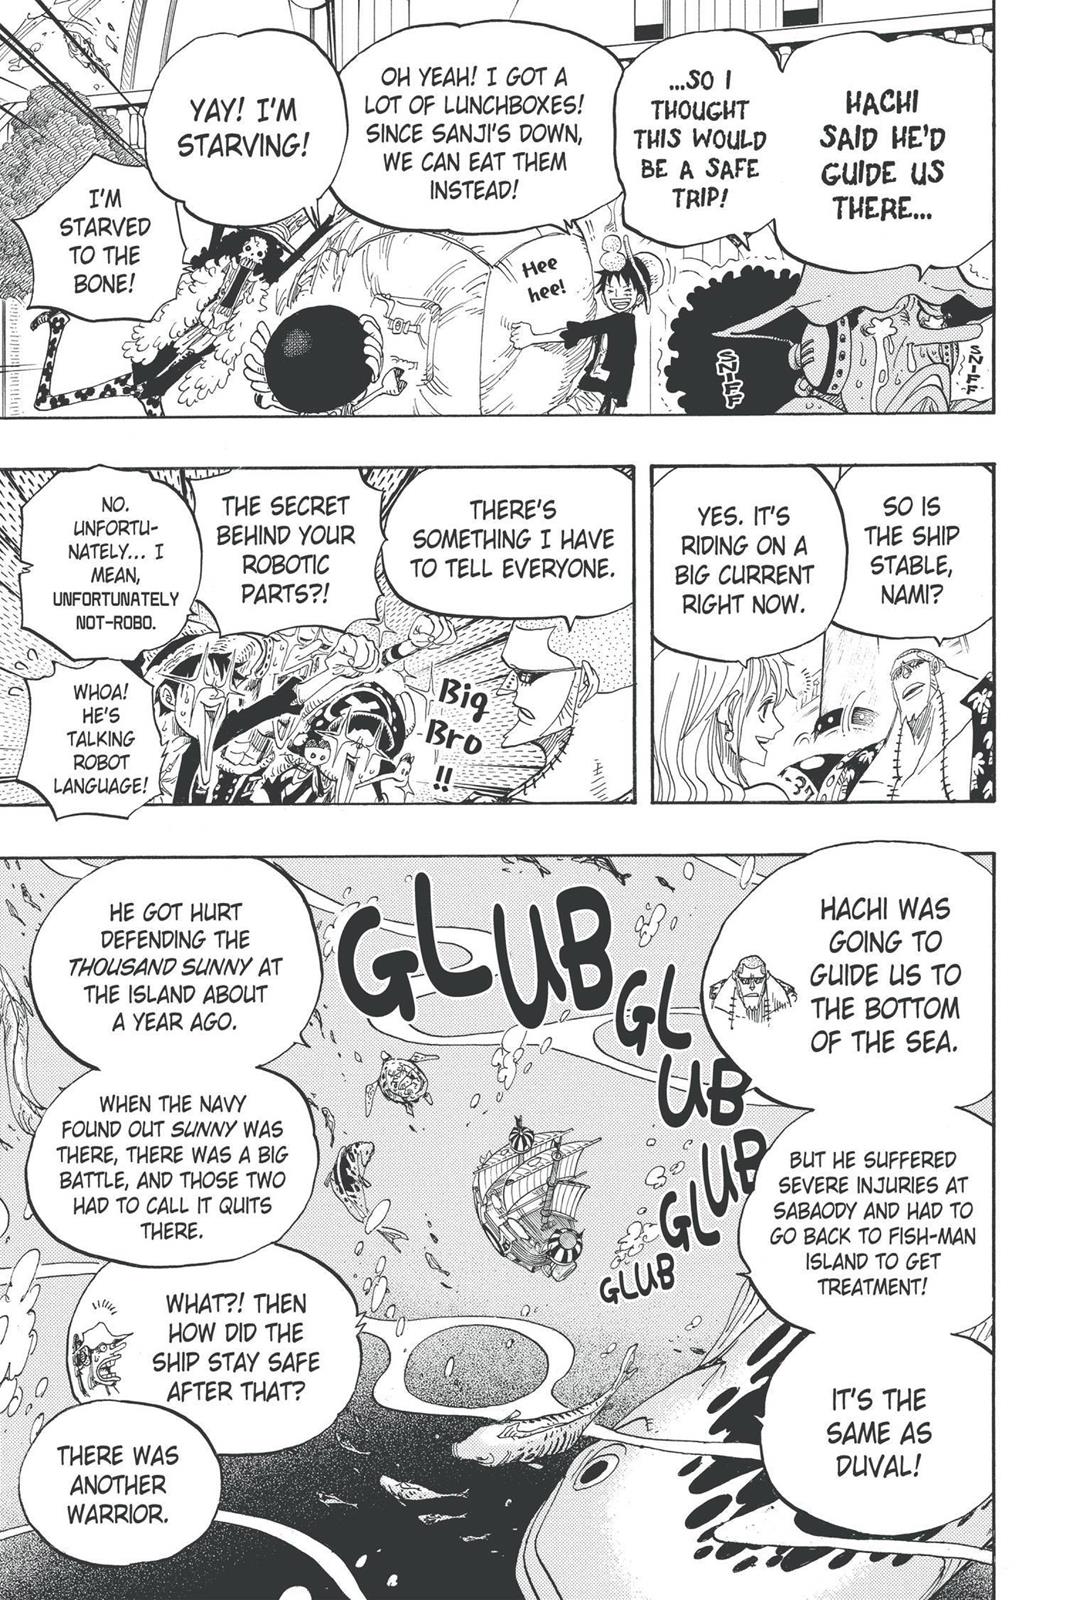 HACHI
SAID HE'D
GUIDE US
THERE...
...SO I
THOUGHT
THIS WOULD
BE A SAFE
TRIP!
SNIFF
SNIFF
OH YEAH! I GOT A
LOT OF LUNCHBOXES!
SINCE SANJI'S DOWN,
WE CAN EAT THEM
INSTEAD!
Hee
hee!
YAY! I'M
STARVING!
I'M
STARVED
TO THE
BONE!
SO IS
THE SHIP
STABLE,
NAMI?
YES. IT'S
RIDING ON A
BIG CURRENT
RIGHT NOW.
-37
THERE'S
SOMETHING I HAVE
TO TELL EVERYONE.
THE SECRET
BEHIND YOUR
ROBOTIC
PARTS?!
Big
Bro
!!
NO.
UNFORTU-
NATELY... I
MEAN,
UNFORTUNATELY
NOT-ROBO.
WHOA!
HE'S
TALKING
ROBOT
LANGUAGE!
HACHI WAS
GOING TO
GUIDE US TO
THE BOTTOM
OF THE SEA.
BUT HE SUFFERED
SEVERE INJURIES AT
SABAODY AND HAD TO
GO BACK TO FISH-MAN
ISLAND TO GET
TREATMENT!
IT'S THE
SAME AS
DUVAL!
GLUB
GLUB
GLUB
GLUB
HE GOT HURT
DEFENDING THE
THOUSAND SUNNY AT
THE ISLAND ABOUT
A YEAR AGO.
WHEN THE NAVY
FOUND OUT SUNNY WAS
THERE, THERE WAS A BIG
BATTLE, AND THOSE TWO
HAD TO CALL IT QUITS
THERE.
WHAT?! THEN
HOW DID THE
SHIP STAY SAFE
AFTER THAT?
THERE WAS
ANOTHER
WARRIOR.